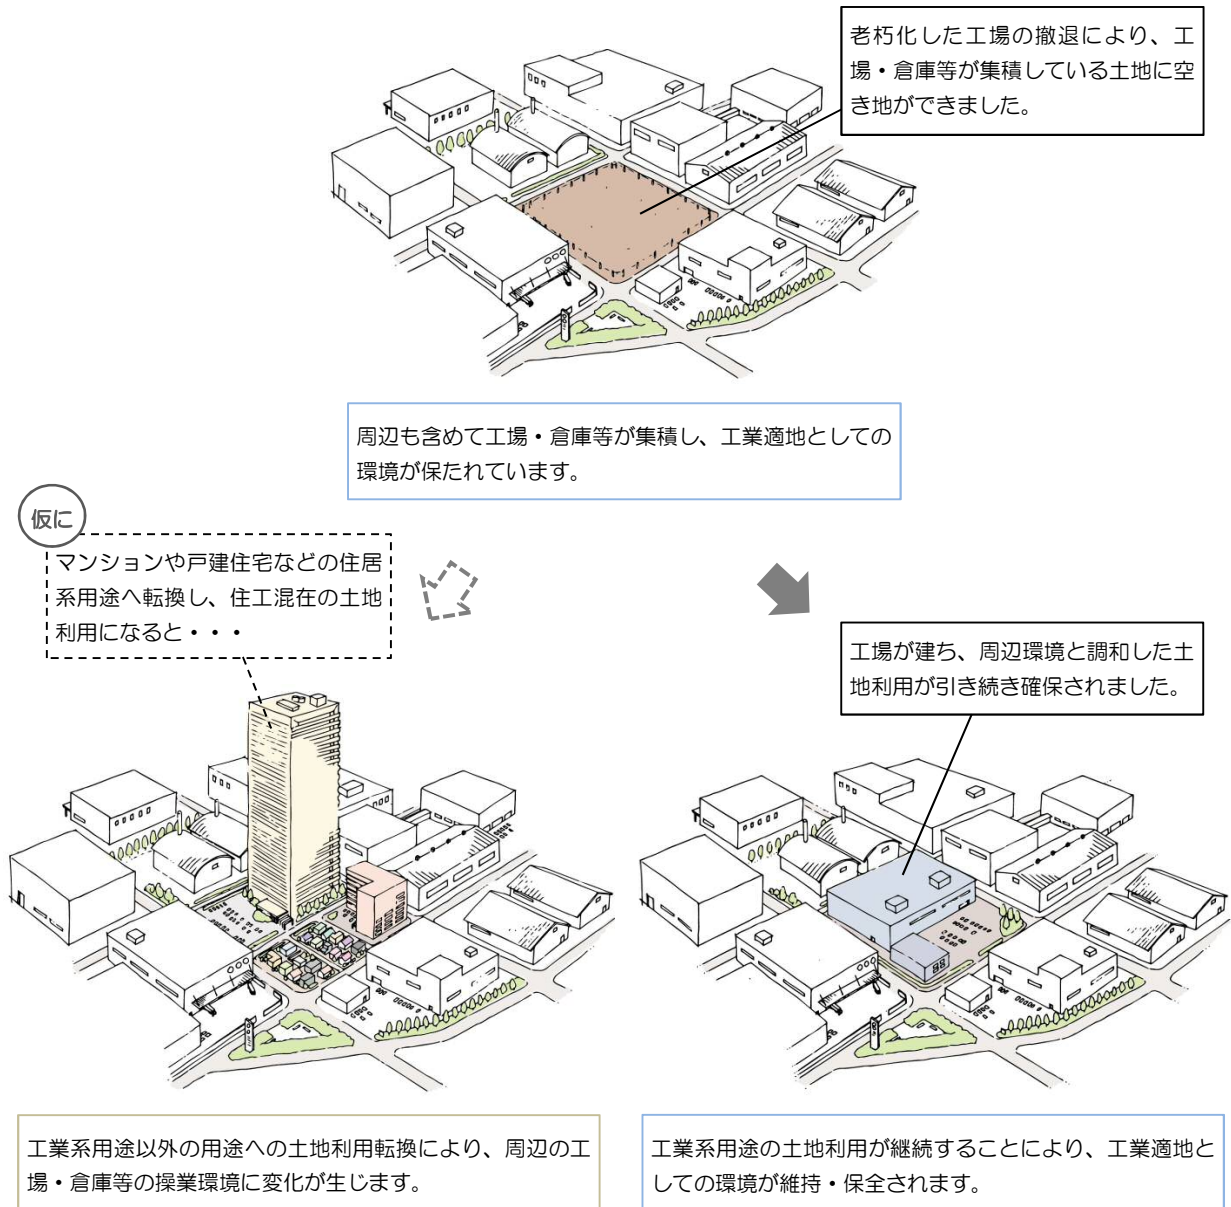 老朽化した工場の撤退により、工
場・倉庫等が集積している土地に空
き地ができました。
周辺も含めて工場・倉庫等が集積し、工業適地としての
環境が保たれています。
仮に
マンションや戸建住宅などの住居
系用途へ転換し、住工混在の土地
利用になると・・・
工場が建ち、周辺環境と調和した土
地利用が引き続き確保されました。
工業系用途以外の用途への土地利用転換により、周辺の工
場・倉庫等の操業環境に変化が生じます。
工業系用途の土地利用が継続することにより、工業適地と
しての環境が維持・保全されます。